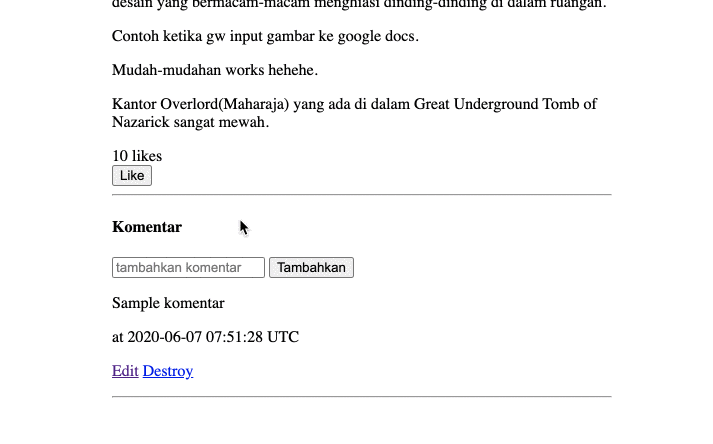 desain yang bermacam-macam menghiasi dinding-dinding di dalam ruangan.
Contoh ketika gw input gambar ke google docs.
Mudah-mudahan works hehehe.
Kantor Overlord(Maharaja) yang ada di dalam Great Underground Tomb of
Nazarick sangat mewah.
10 likes
Like
Komentar
tambahkan komentar Tambahkan
Sample komentar
at 2020-06-07 07:51:28 UTC
Edit Destroy